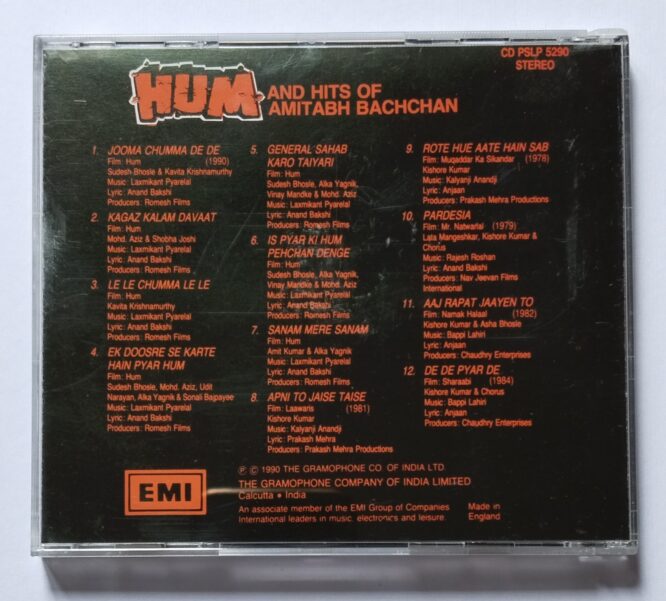 CD PSLP 5290
STEREO
HUM AND HITS OF
AMITABH BACHCHAN
1. JOOMA CHUMMA DE DE
Film: Hum (1990)
Sudesh Bhosle & Kavita Krishnamurthy
Music: Laxmikant Pyarelal
Lyric: Anand Bakshi
Producers: Romesh Films
2. KAGAZ KALAM DAVAAT
Film: Hum
Mohd. Aziz & Shobha Joshi
Music: Laxmikant Pyarelal
Lyric: Anand Bakshi
Producers: Romesh Films
3. LE LE CHUMMA LE LE
Film: Hum
Kavita Krishnamurthy
Music: Laxmikant Pyarelal
Lyric: Anand Bakshi
Producers: Romesh Films
4. EK DOOSRE SE KARTE
HAIN PYAR HUM
Film: Hum
Sudesh Bhosle, Mohd. Aziz, Udit
Narayan, Alka Yagnik & Sonali Bajpayee
Music: Laxmikant Pyarelal
Lyric: Anand Bakshi
Producers: Romesh Films
5. GENERAL SAHAB
KARO TAIYARI
Film: Hum
Sudesh Bhosle, Alka Yagnik,
Vinay Mandke & Mohd. Aziz
Music: Laxmikant Pyarelal
Lyric: Anand Bakshi
Producers: Romesh Films
6. IS PYAR KI HUM
PEHCHAN DENGE
Film: Hum
Sudesh Bhosle, Alka Yagnik,
Vinay Mandke & Mohd. Aziz
Music: Laxmikant Pyarelal
Lyric: Anand Bakshi
Producers: Romesh Films
7. SANAM MERE SANAM
Film: Hum
Amit Kumar & Alka Yagnik
Music: Laxmikant Pyarelal
Lyric: Anand Bakshi
Producers: Romesh Films
8. APNI TO JAISE TAISE
Film: Laawaris (1981)
Kishore Kumar
Music: Kalyanji Anandji
Lyric: Prakash Mehra
Producers: Prakash Mehra Productions
9. ROTE HUE AATE HAIN SAB
Film: Muqaddar Ka Sikandar (1978)
Kishore Kumar
Music: Kalyanji Anandji
Lyric: Anjaan
Producers: Prakash Mehra Productions
10. PARDESIA
Film: Mr. Natwarlal (1979)
Lata Mangeshkar, Kishore Kumar &
Chorus
Music: Rajesh Roshan
Lyric: Anand Bakshi
Producers: Nav Jeevan Films
International
11. AAJ RAPAT JAAYEN TO
Film: Namak Halaal (1982)
Kishore Kumar & Asha Bhosle
Music: Bappi Lahiri
Lyric: Anjaan
Producers: Chaudhry Enterprises
12. DE DE PYAR DE
Film: Sharaabi (1984)
Kishore Kumar & Chorus
Music: Bappi Lahiri
Lyric: Anjaan
Producers: Chaudhry Enterprises
EMI
Ⓟ © 1990 THE GRAMOPHONE CO. OF INDIA LTD.
THE GRAMOPHONE COMPANY OF INDIA LIMITED
Calcutta • India
An associate member of the EMI Group of Companies
International leaders in music, electronics and leisure.
Made in
England